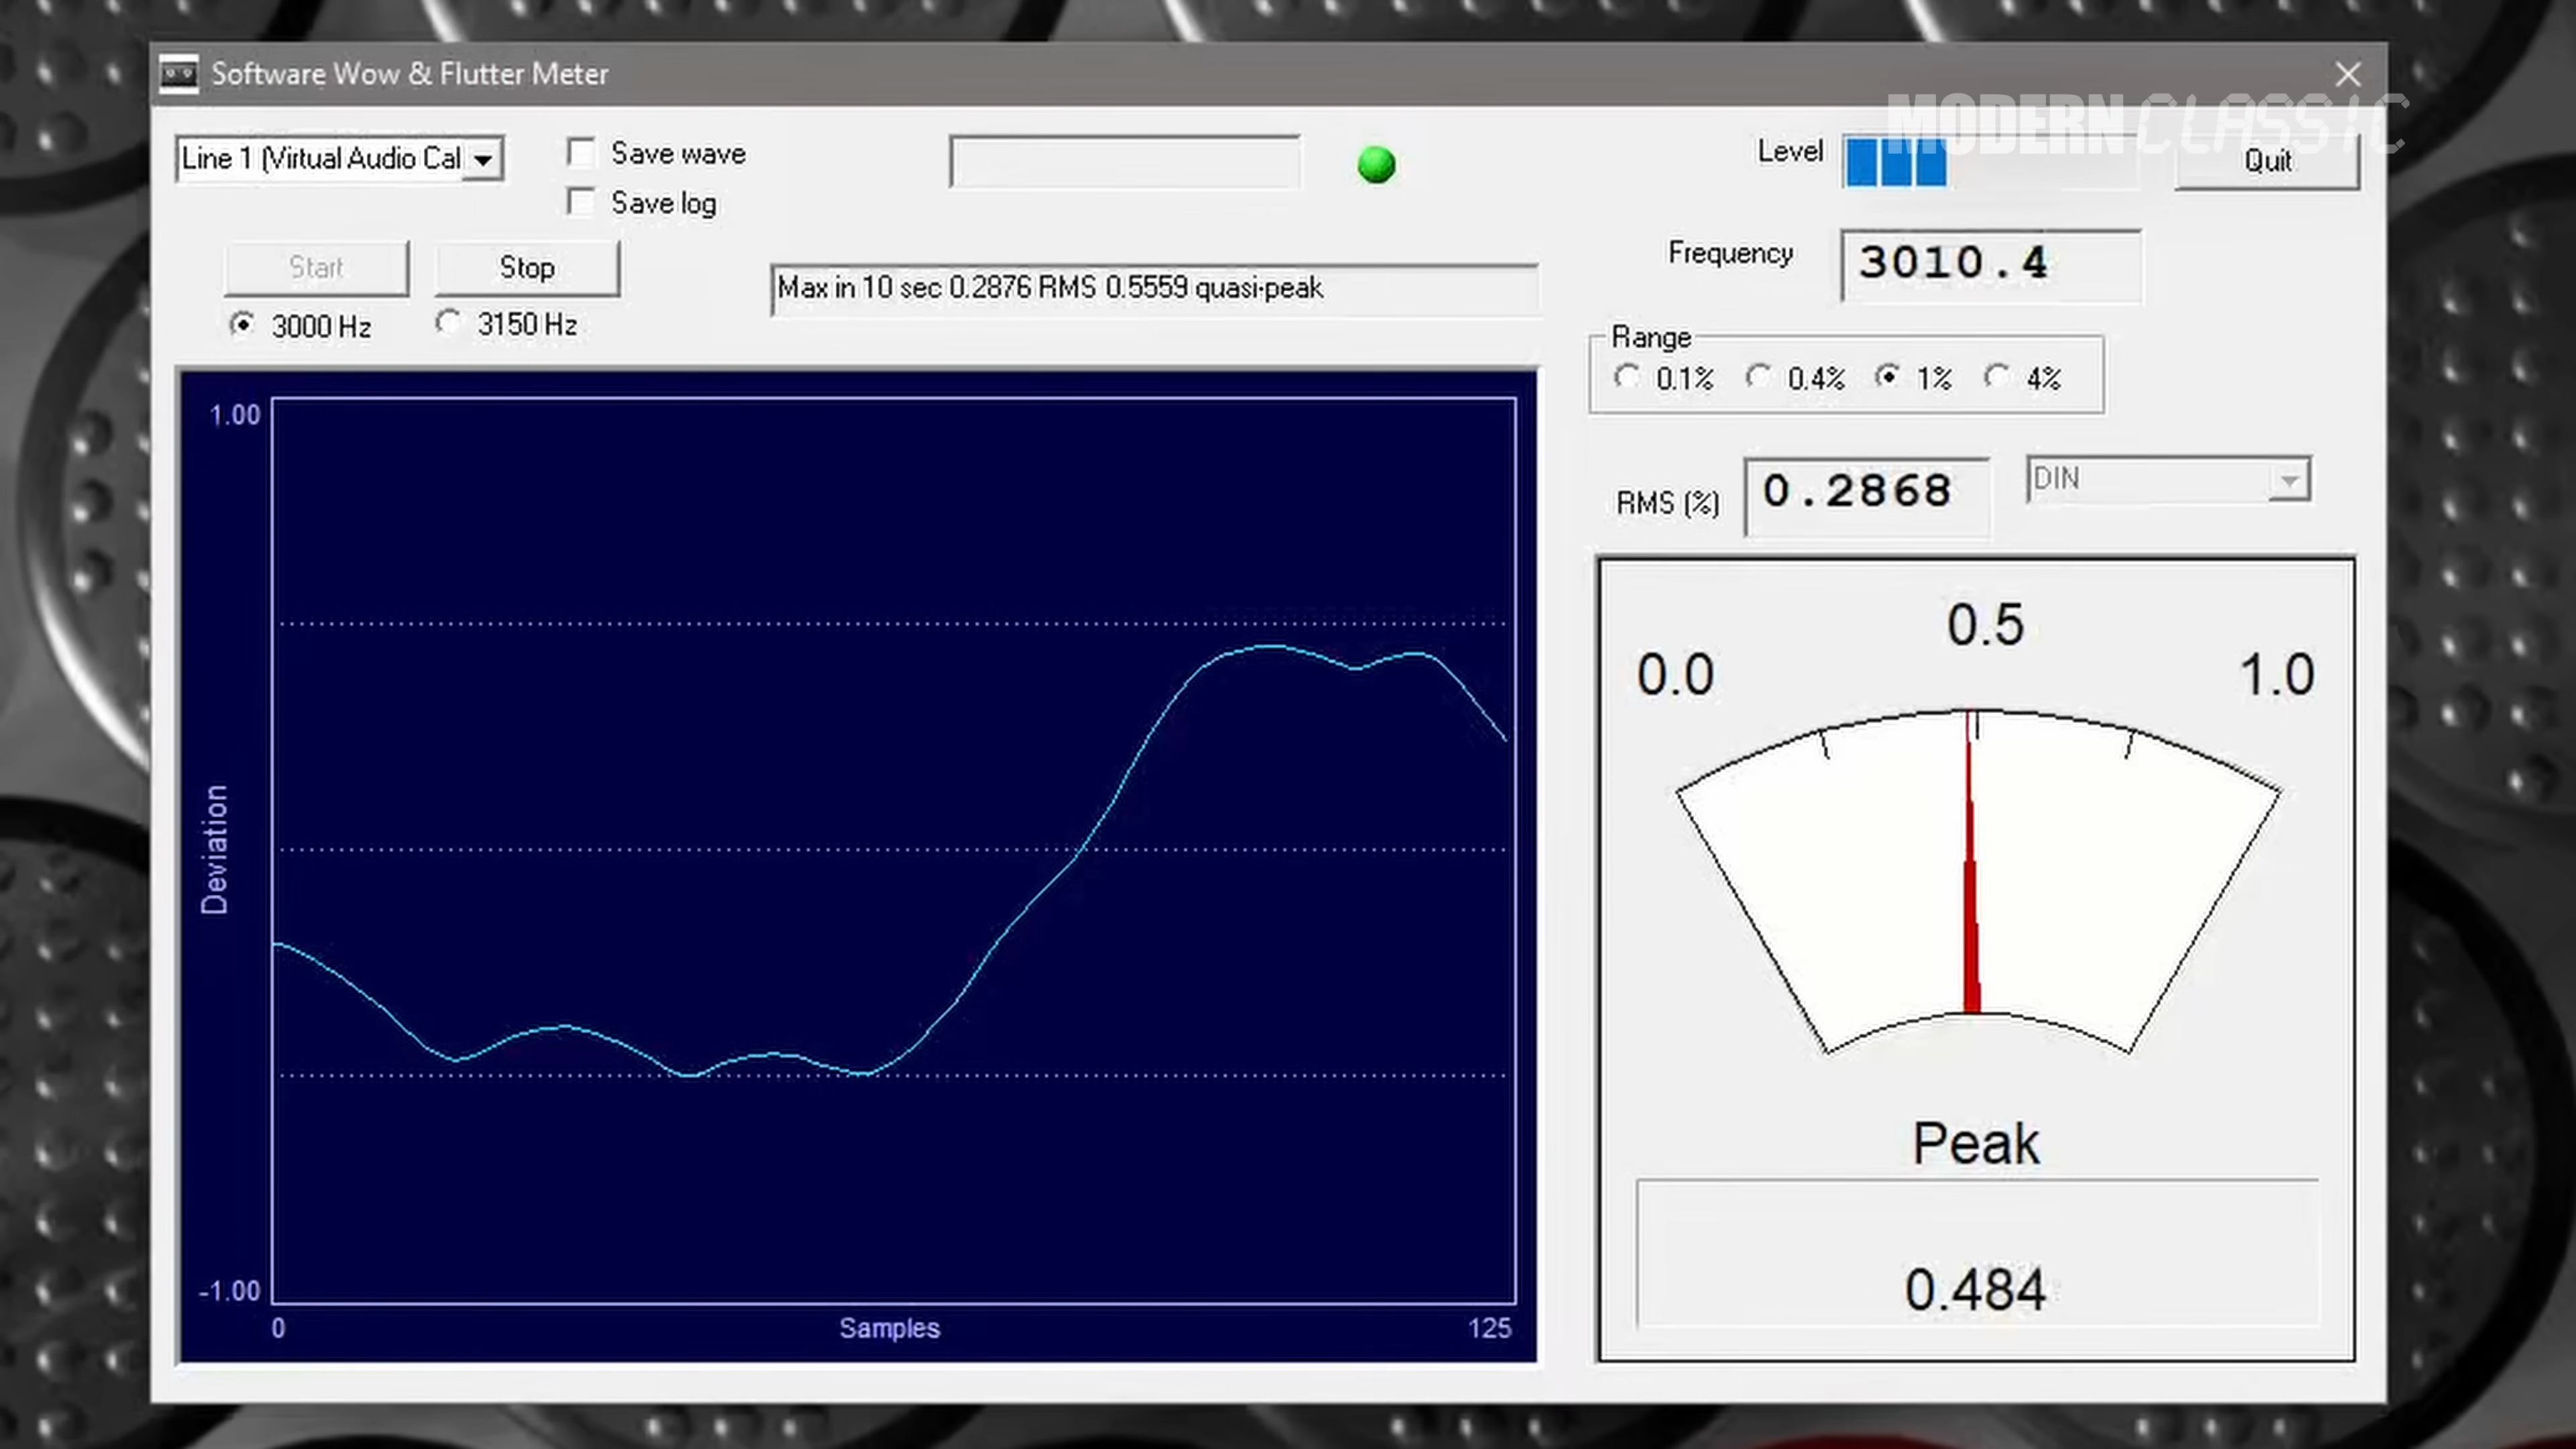 Software Wow & Flutter Meter
MODERN CLASSIC
Line 1 (Virtual Audio Cal
Save wave
Save log
Level
Quit
Start
Stop
3000 Hz
3150 Hz
Max in 10 sec 0.2876 RMS 0.5559 quasi-peak
Frequency
3010.4
Range
0.1%
0.4%
1%
4%
RMS (%)
0.2868
DIN
1.00
Deviation
-1.00
0
Samples
125
0.0
0.5
1.0
Peak
0.484